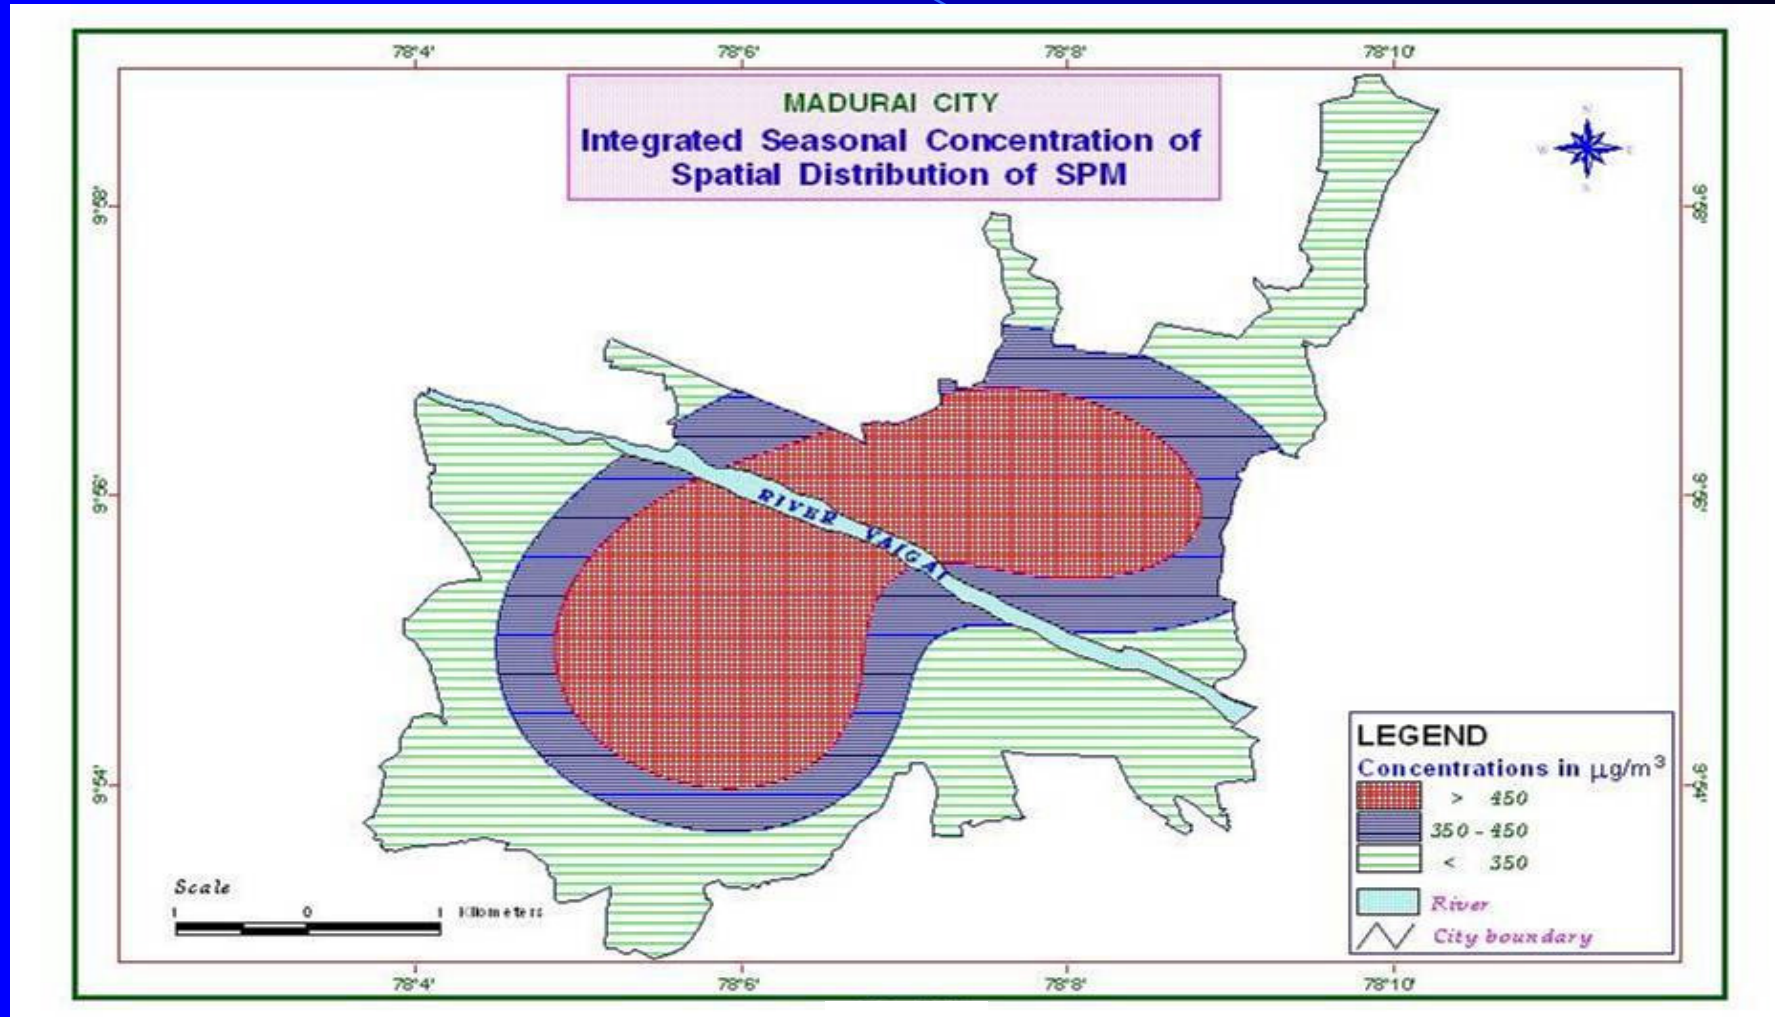 78°4' 78°6' 78°8' 78°10'
MADURAI CITY
Integrated Seasonal Concentration of
Spatial Distribution of SPM
N
W E
S
9°58' 9°58'
9°56' 9°56'
RIVER VAIGAI
9°54' 9°54'
LEGEND
Concentrations in µg/m³
> 450
350 - 450
< 350
River
City boundary
Scale
1 0 1 Kilometers
78°4' 78°6' 78°8' 78°10'